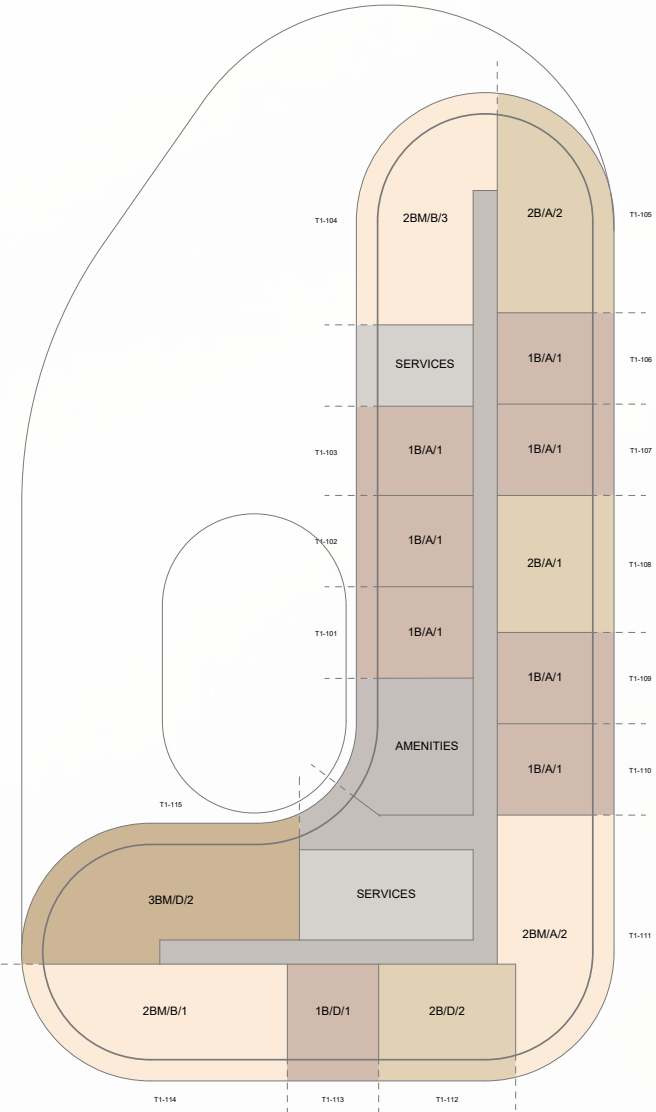 2BM/B/3
2B/A/2
T1-104
T1-105
SERVICES
1B/A/1
T1-106
T1-103
1B/A/1
1B/A/1
T1-107
T1-102
1B/A/1
2B/A/1
T1-108
T1-101
1B/A/1
1B/A/1
T1-109
AMENITIES
1B/A/1
T1-110
T1-115
3BM/D/2
SERVICES
2BM/A/2
T1-111
2BM/B/1
1B/D/1
2B/D/2
T1-114
T1-113
T1-112